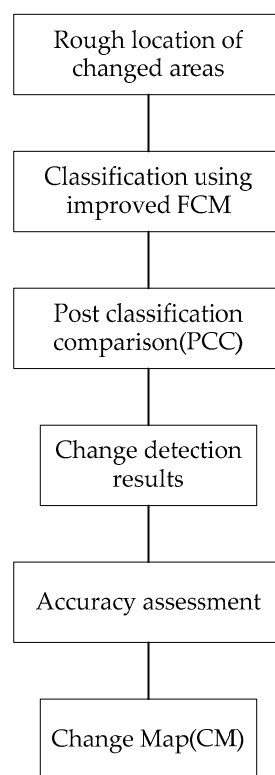 Rough location of
changed areas
Classification using
improved FCM
Post classification
comparison(PCC)
Change detection
results
Accuracy assessment
Change Map(CM)